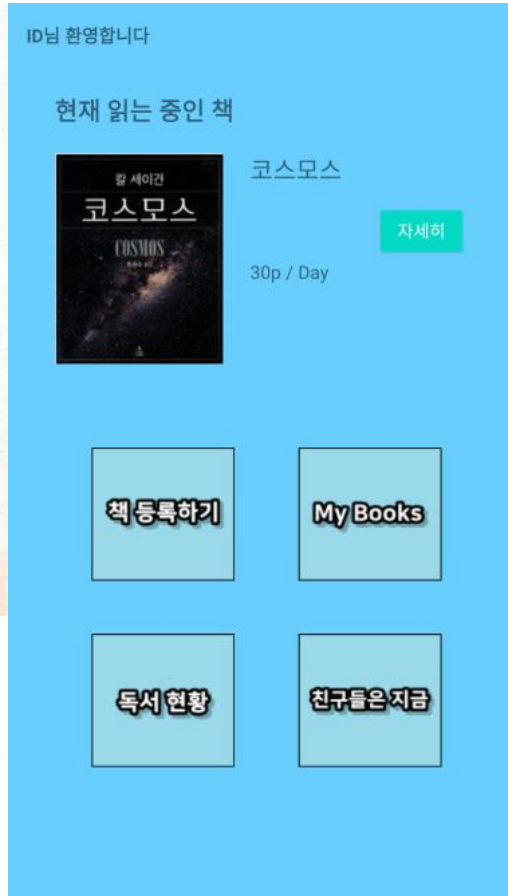 ID님 환영합니다
현재 읽는 중인 책
칼 세이건
코스모스
COSMOS
코스모스
자세히
30p / Day
책 등록하기
My Books
독서 현황
친구들은 지금